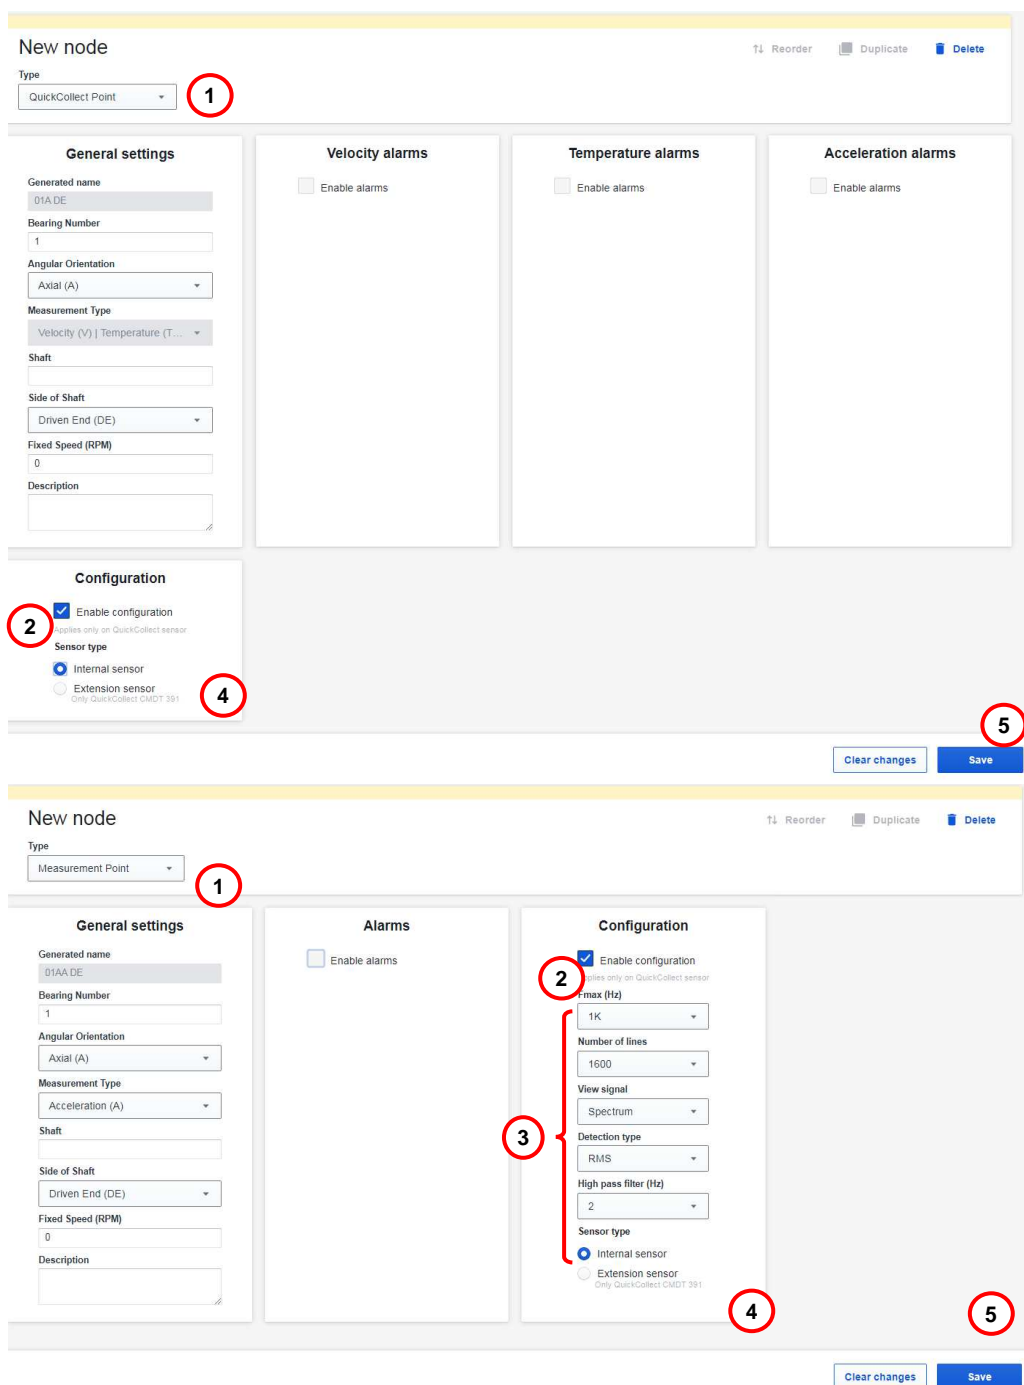 New node
Reorder Duplicate Delete
Type
QuickCollect Point
1
General settings
Generated name
01A DE
Bearing Number
1
Angular Orientation
Axial (A)
Measurement Type
Velocity (V) | Temperature (T...
Shaft
Side of Shaft
Driven End (DE)
Fixed Speed (RPM)
0
Description
Velocity alarms
Enable alarms
Temperature alarms
Enable alarms
Acceleration alarms
Enable alarms
Configuration
Enable configuration
2
Applies only on QuickCollect sensor
Sensor type
Internal sensor
Extension sensor
Only QuickCollect CMDT 391
4
5
Clear changes Save
New node
Reorder Duplicate Delete
Type
Measurement Point
1
General settings
Generated name
01AA DE
Bearing Number
1
Angular Orientation
Axial (A)
Measurement Type
Acceleration (A)
Shaft
Side of Shaft
Driven End (DE)
Fixed Speed (RPM)
0
Description
Alarms
Enable alarms
Configuration
Enable configuration
2
Applies only on QuickCollect sensor
Fmax (Hz)
1K
Number of lines
1600
View signal
Spectrum
3
Detection type
RMS
High pass filter (Hz)
2
Sensor type
Internal sensor
Extension sensor
Only QuickCollect CMDT 391
4
5
Clear changes Save